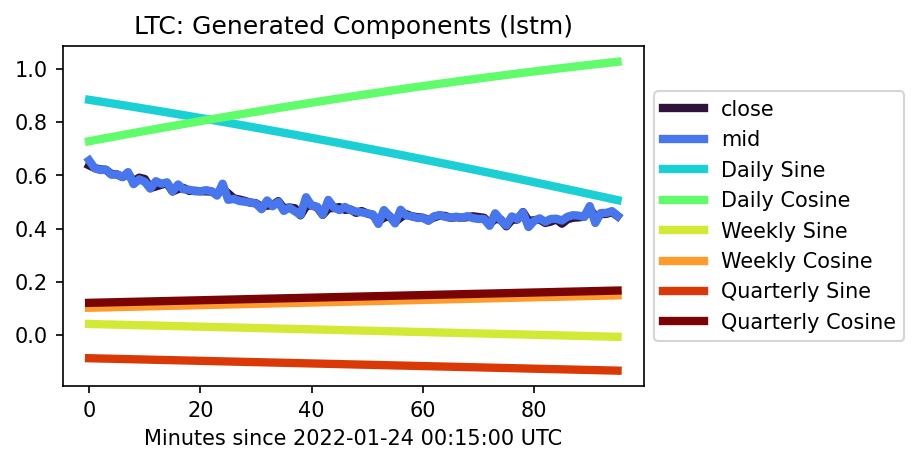 LTC: Generated Components (lstm)
1.0
0.8
0.6
0.4
0.2
0.0
0 20 40 60 80
Minutes since 2022-01-24 00:15:00 UTC
close
mid
Daily Sine
Daily Cosine
Weekly Sine
Weekly Cosine
Quarterly Sine
Quarterly Cosine